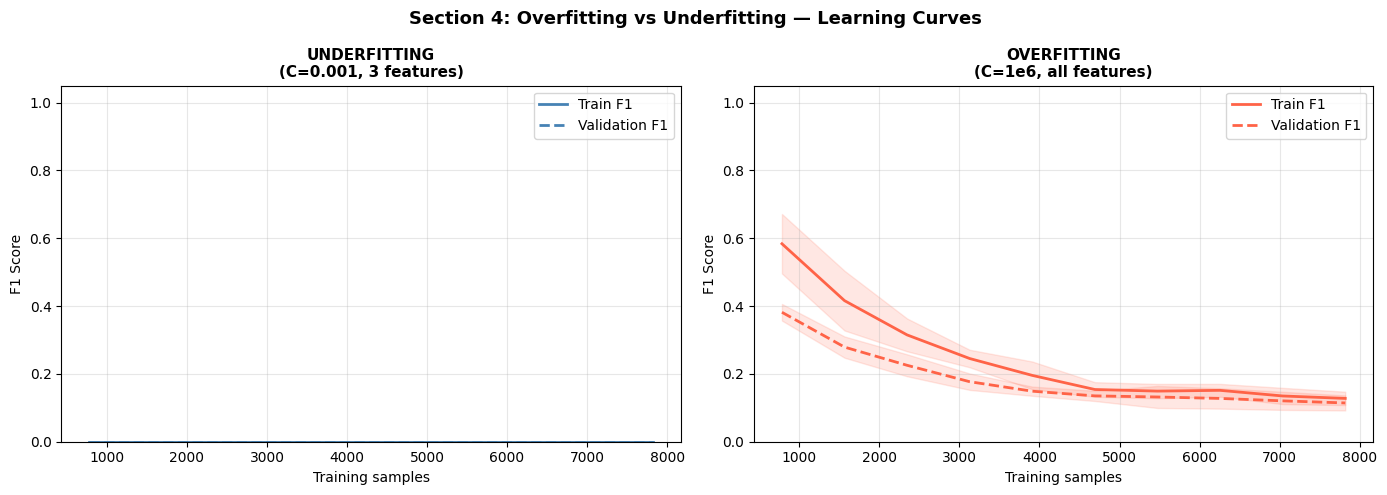 Section 4: Overfitting vs Underfitting — Learning Curves
UNDERFITTING
(C=0.001, 3 features)
Train F1
Validation F1
1.0
0.8
0.6
0.4
0.2
0.0
F1 Score
1000 2000 3000 4000 5000 6000 7000 8000
Training samples
OVERFITTING
(C=1e6, all features)
Train F1
Validation F1
1.0
0.8
0.6
0.4
0.2
0.0
F1 Score
1000 2000 3000 4000 5000 6000 7000 8000
Training samples